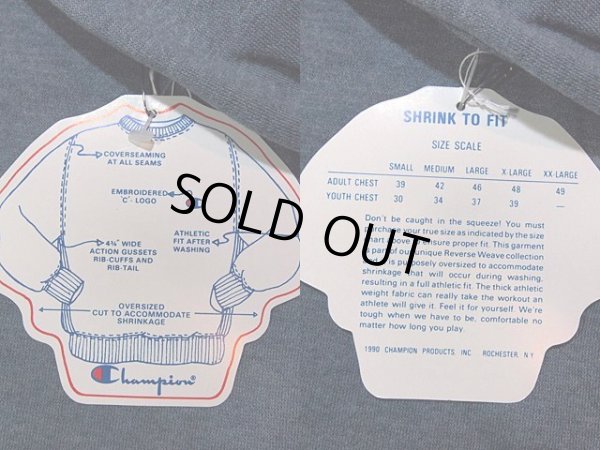 COVERSEAMING
AT ALL SEAMS
EMBROIDERED
"C"-LOGO
4¼" WIDE
ACTION GUSSETS
RIB-CUFFS AND
RIB-TAIL
ATHLETIC
FIT AFTER
WASHING
OVERSIZED
CUT TO ACCOMMODATE
SHRINKAGE
Champion
SOLD OUT
SHRINK TO FIT
SIZE SCALE
SMALL MEDIUM LARGE X-LARGE XX-LARGE
ADULT CHEST 39 42 46 48 49
YOUTH CHEST 30 34 37 39 —
Don't be caught in the squeeze! You must
purchase your true size as indicated by the size
chart above to ensure proper fit. This garment
is part of our unique Reverse Weave collection
is purposely oversized to accommodate
shrinkage that will occur during washing,
resulting in a full athletic fit. The thick athletic
weight fabric can really take the workout an
athlete will give it. Feel it for yourself. We're
tough when we have to be, comfortable no
matter how long you play.
1990 CHAMPION PRODUCTS, INC. ROCHESTER, N.Y.